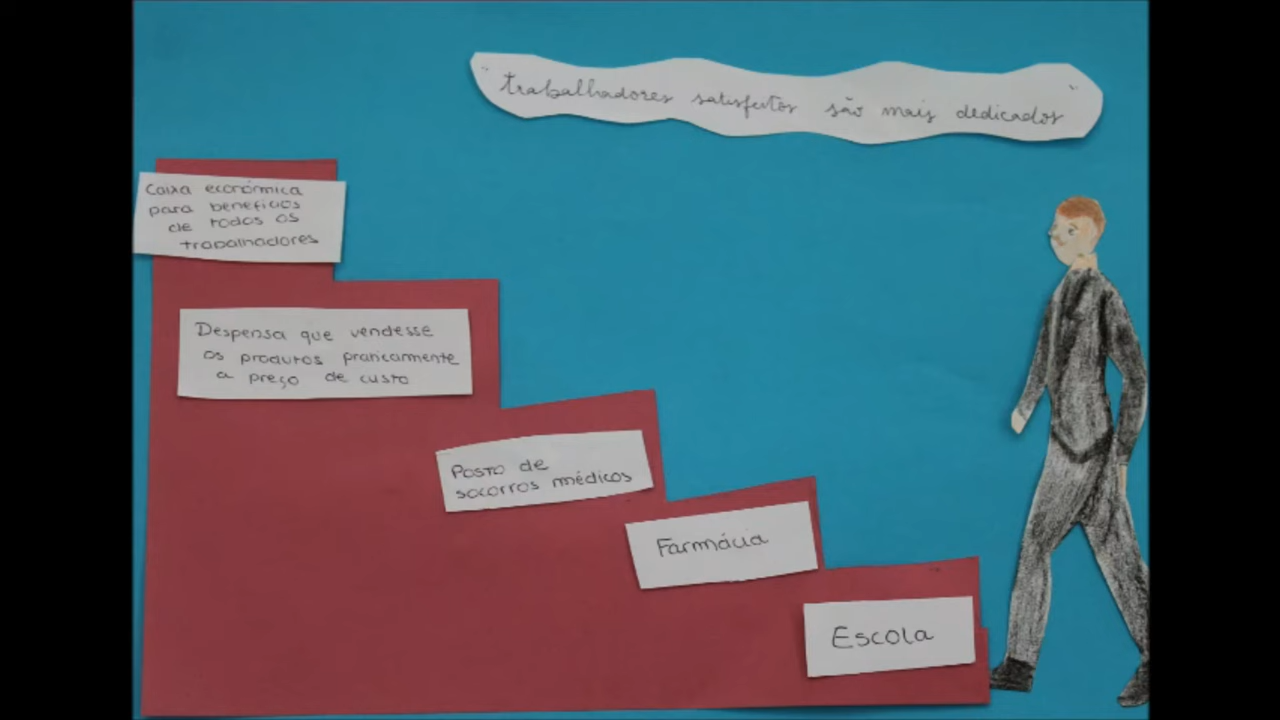 "trabalhadores satisfeitos são mais dedicados"
Caixa económica
para benefícios
de todos os
trabalhadores
Despensa que vendesse
os produtos praticamente
a preço de custo
Posto de
socorros médicos
Farmácia
Escola